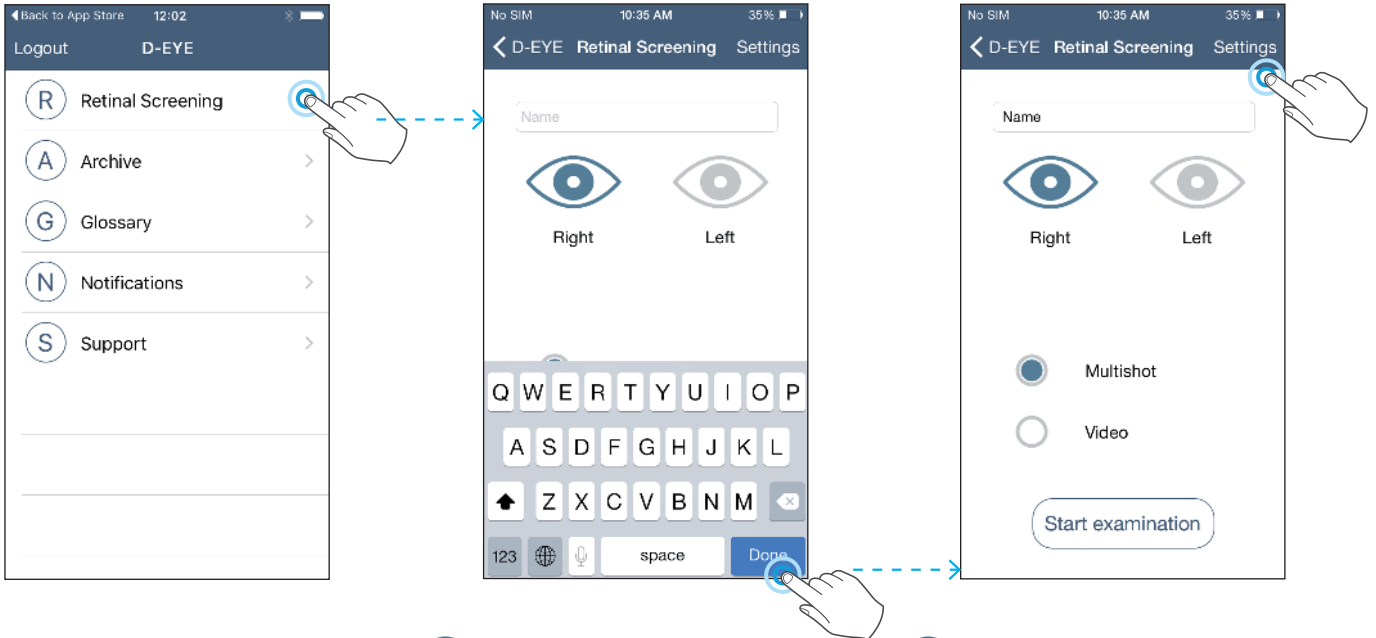 Back to App Store 12:02
Logout D-EYE
R Retinal Screening
A Archive
G Glossary
N Notifications
S Support
No SIM 10:35 AM 35%
D-EYE Retinal Screening Settings
Name
Right Left
Q W E R T Y U I O P
A S D F G H J K L
Z X C V B N M
123 space Done
No SIM 10:35 AM 35%
D-EYE Retinal Screening Settings
Name
Right Left
Multishot
Video
Start examination